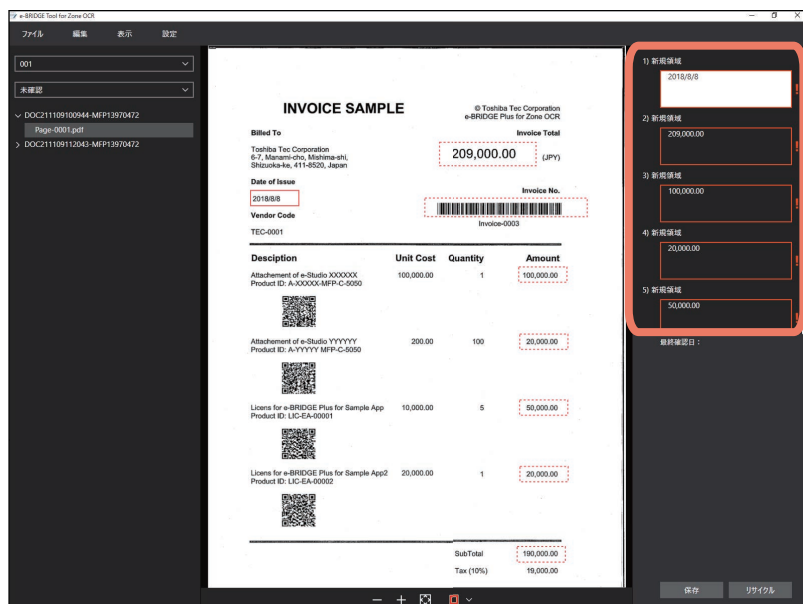 e-BRIDGE Tool for Zone OCR
ファイル 編集 表示 設定
001
未確認
DOC211109100944-MFP13970472
Page-0001.pdf
DOC211109112043-MFP13970472
INVOICE SAMPLE
© Toshiba Tec Corporation
e-BRIDGE Plus for Zone OCR
Billed To
Invoice Total
Toshiba Tec Corporation
6-7, Manami-cho, Mishima-shi,
Shizuoka-ke, 411-8520, Japan
209,000.00 (JPY)
Date of Issue
Invoice No.
2018/8/8
Vendor Code
Invoice-0003
TEC-0001
Desciption Unit Cost Quantity Amount
Attachement of e-Studio XXXXXX 100,000.00 1 100,000.00
Product ID: A-XXXXX-MFP-C-5050
Attachement of e-Studio YYYYYY 200.00 100 20,000.00
Product ID: A-YYYYY MFP-C-5050
Licens for e-BRIDGE Plus for Sample App 10,000.00 5 50,000.00
Product ID: LIC-EA-00001
Licens for e-BRIDGE Plus for Sample App2 20,000.00 1 20,000.00
Product ID: LIC-EA-00002
SubTotal 190,000.00
Tax (10%) 19,000.00
1) 新規領域
2018/8/8
!
2) 新規領域
209,000.00
!
3) 新規領域
100,000.00
!
4) 新規領域
20,000.00
!
5) 新規領域
50,000.00
!
最終確認日：
保存 リサイクル